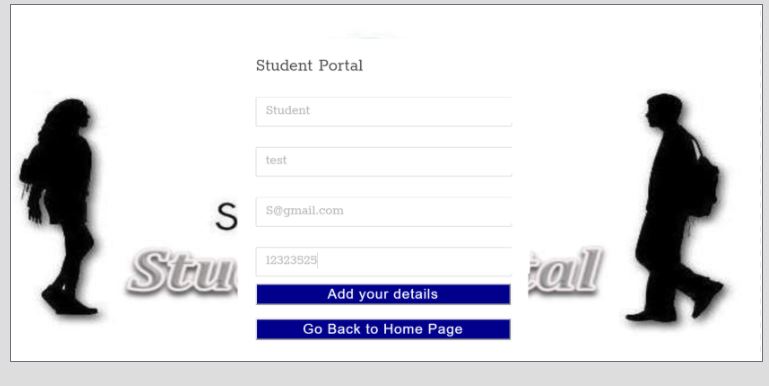 Student Portal
Student
test
S@gmail.com
S
12323525
Stu tal
Add your details
Go Back to Home Page